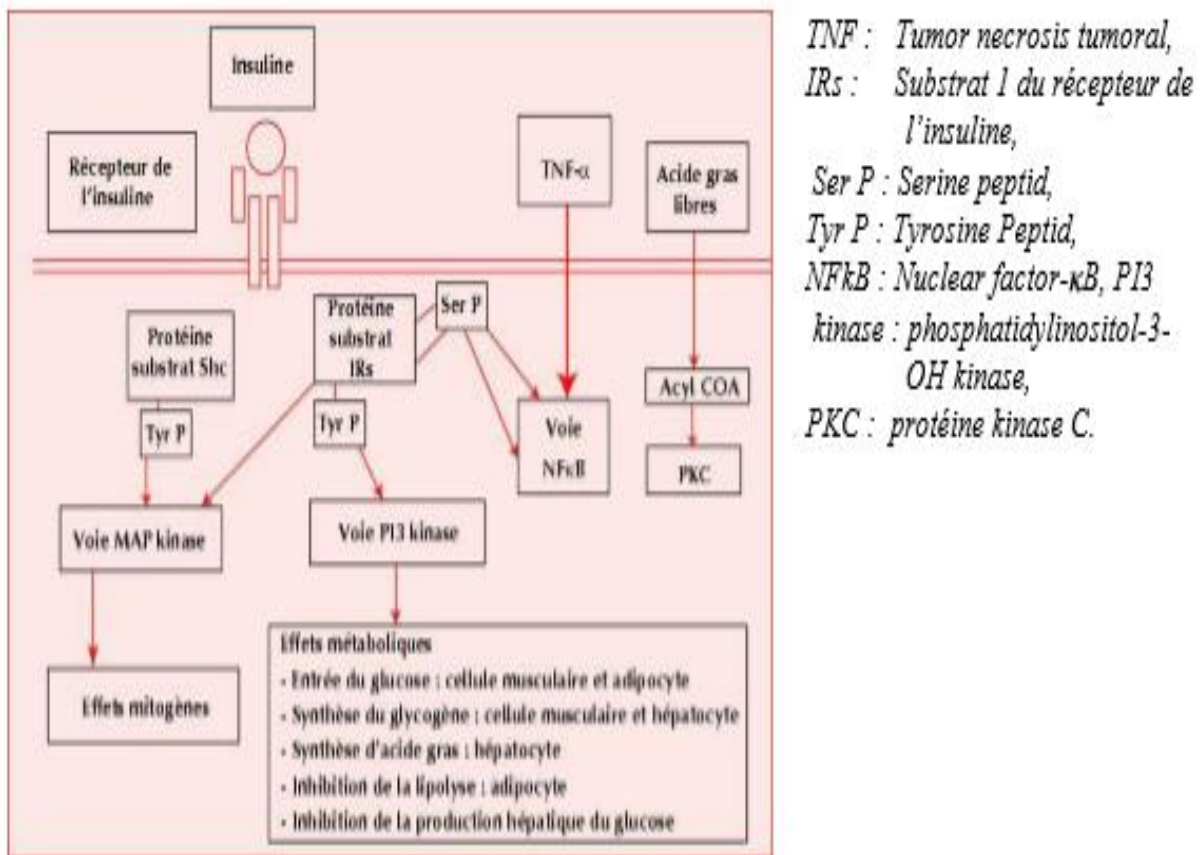 Insuline
Récepteur de
l'insuline
TNF-α
Acide gras
libres
Protéine
substrat Shc
Tyr P
Protéine
substrat
IRs
Ser P
Tyr P
Voie
NFκB
Acyl COA
PKC
Voie MAP kinase
Voie PI3 kinase
Effets mitogènes
Effets métaboliques
- Entrée du glucose : cellule musculaire et adipocyte
- Synthèse du glycogène : cellule musculaire et hépatocyte
- Synthèse d'acide gras : hépatocyte
- Inhibition de la lipolyse : adipocyte
- Inhibition de la production hépatique du glucose
TNF : Tumor necrosis tumoral,
IRs : Substrat 1 du récepteur de
l'insuline,
Ser P : Serine peptid,
Tyr P : Tyrosine Peptid,
NFkB : Nuclear factor-κB, PI3
kinase : phosphatidylinositol-3-
OH kinase,
PKC : protéine kinase C.